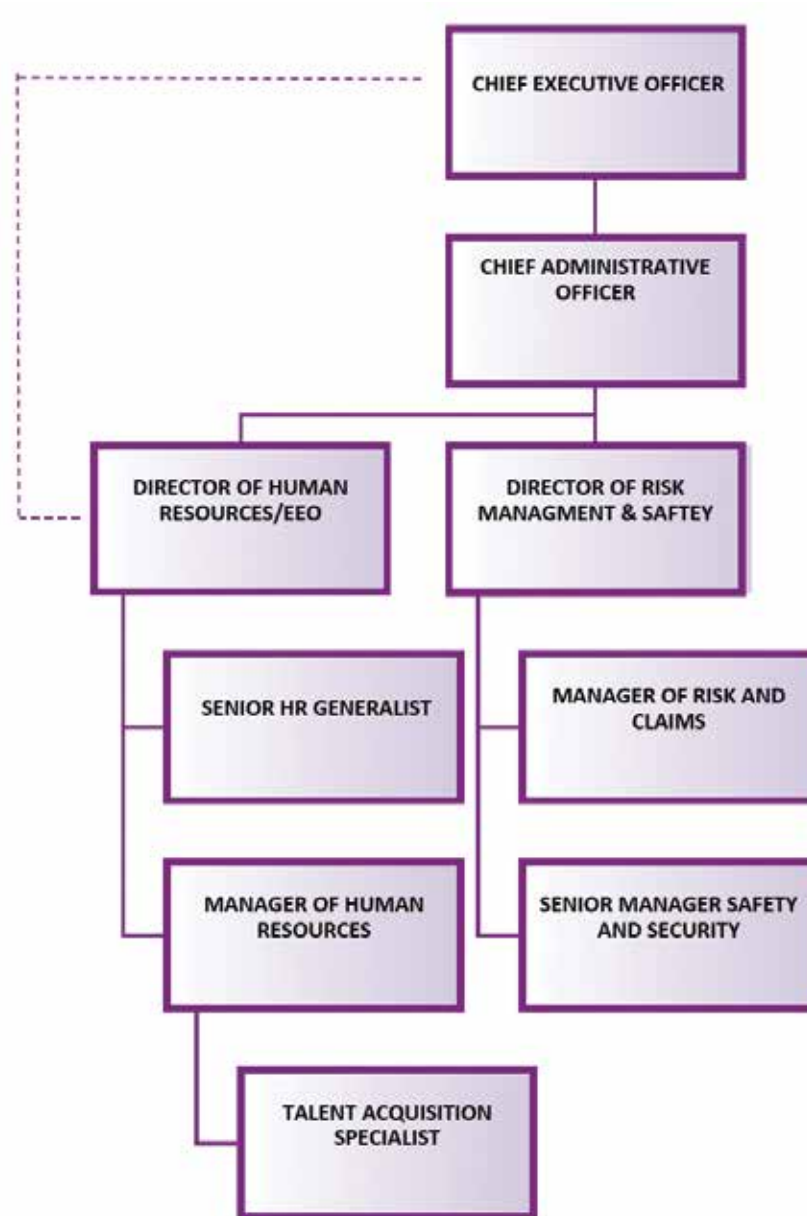 CHIEF EXECUTIVE OFFICER
CHIEF ADMINISTRATIVE
OFFICER
DIRECTOR OF HUMAN
RESOURCES/EEO
DIRECTOR OF RISK
MANAGMENT & SAFTEY
SENIOR HR GENERALIST
MANAGER OF RISK AND
CLAIMS
MANAGER OF HUMAN
RESOURCES
SENIOR MANAGER SAFETY
AND SECURITY
TALENT ACQUISITION
SPECIALIST